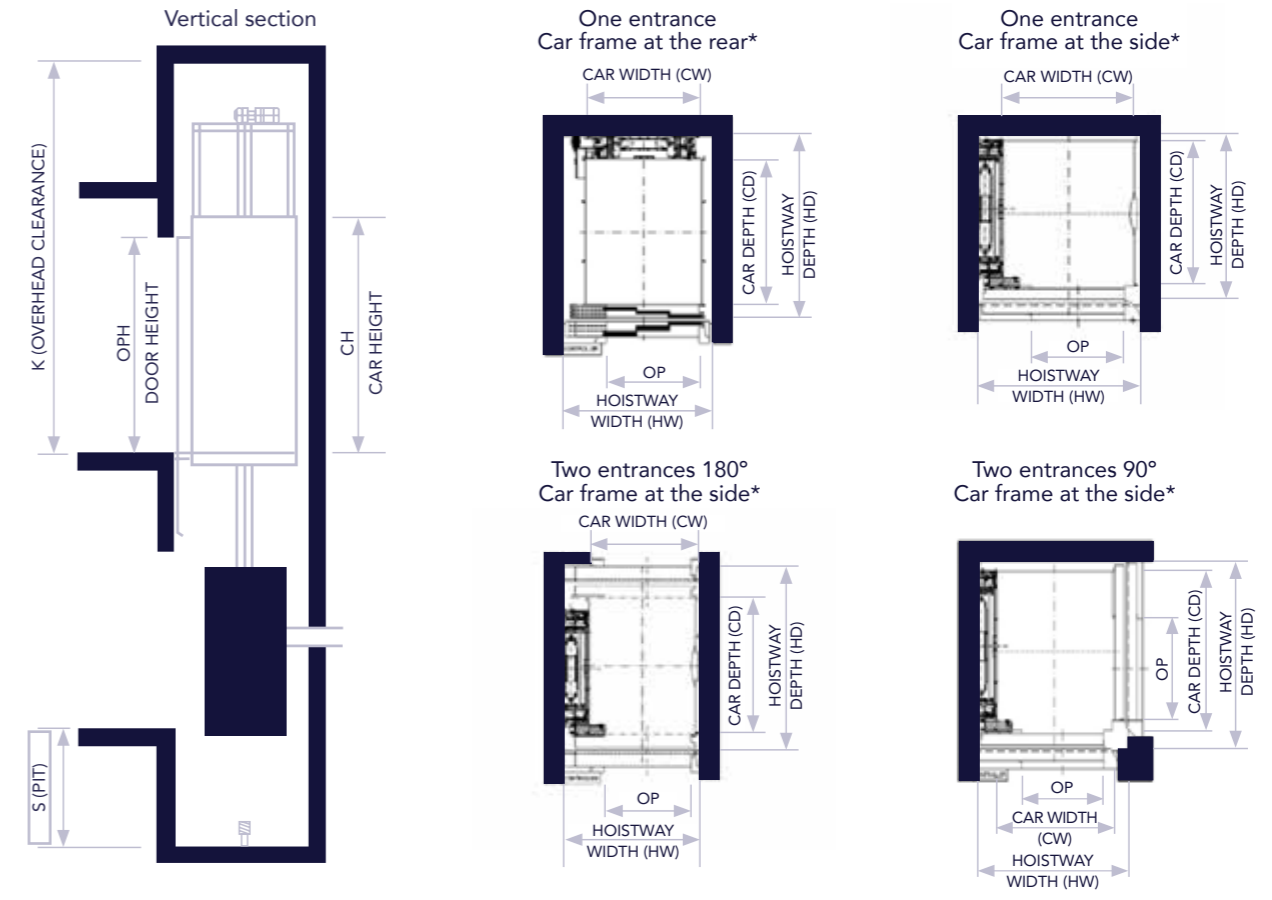 Vertical section
K (OVERHEAD CLEARANCE)
OPH
DOOR HEIGHT
CH
CAR HEIGHT
S (PIT)
One entrance
Car frame at the rear*
CAR WIDTH (CW)
CAR DEPTH (CD)
HOISTWAY
DEPTH (HD)
OP
HOISTWAY
WIDTH (HW)
One entrance
Car frame at the side*
CAR WIDTH (CW)
CAR DEPTH (CD)
HOISTWAY
DEPTH (HD)
OP
HOISTWAY
WIDTH (HW)
Two entrances 180º
Car frame at the side*
CAR WIDTH (CW)
CAR DEPTH (CD)
HOISTWAY
DEPTH (HD)
OP
HOISTWAY
WIDTH (HW)
Two entrances 90º
Car frame at the side*
OP
CAR DEPTH (CD)
HOISTWAY
DEPTH (HD)
OP
CAR WIDTH
(CW)
HOISTWAY
WIDTH (HW)